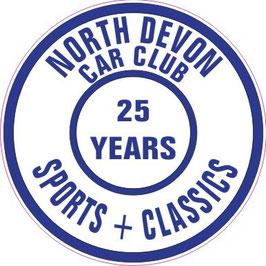 NORTH DEVON
CAR CLUB
25
YEARS
SPORTS + CLASSICS